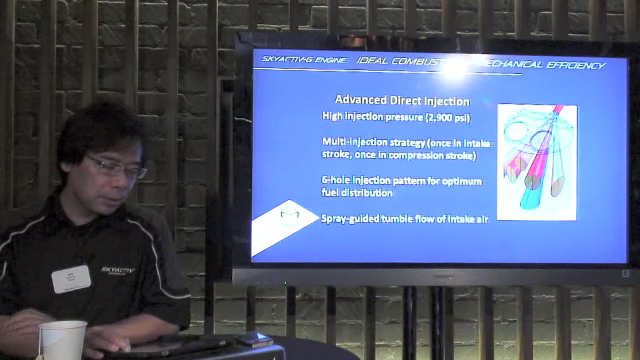 SKYACTIV-G ENGINE IDEAL COMBUSTION MECHANICAL EFFICIENCY
Advanced Direct Injection
High injection pressure (2,900 psi)
Multi-injection strategy (once in intake
stroke, once in compression stroke)
6-hole injection pattern for optimum
fuel distribution
Spray-guided tumble flow of intake air
SKYACTIV